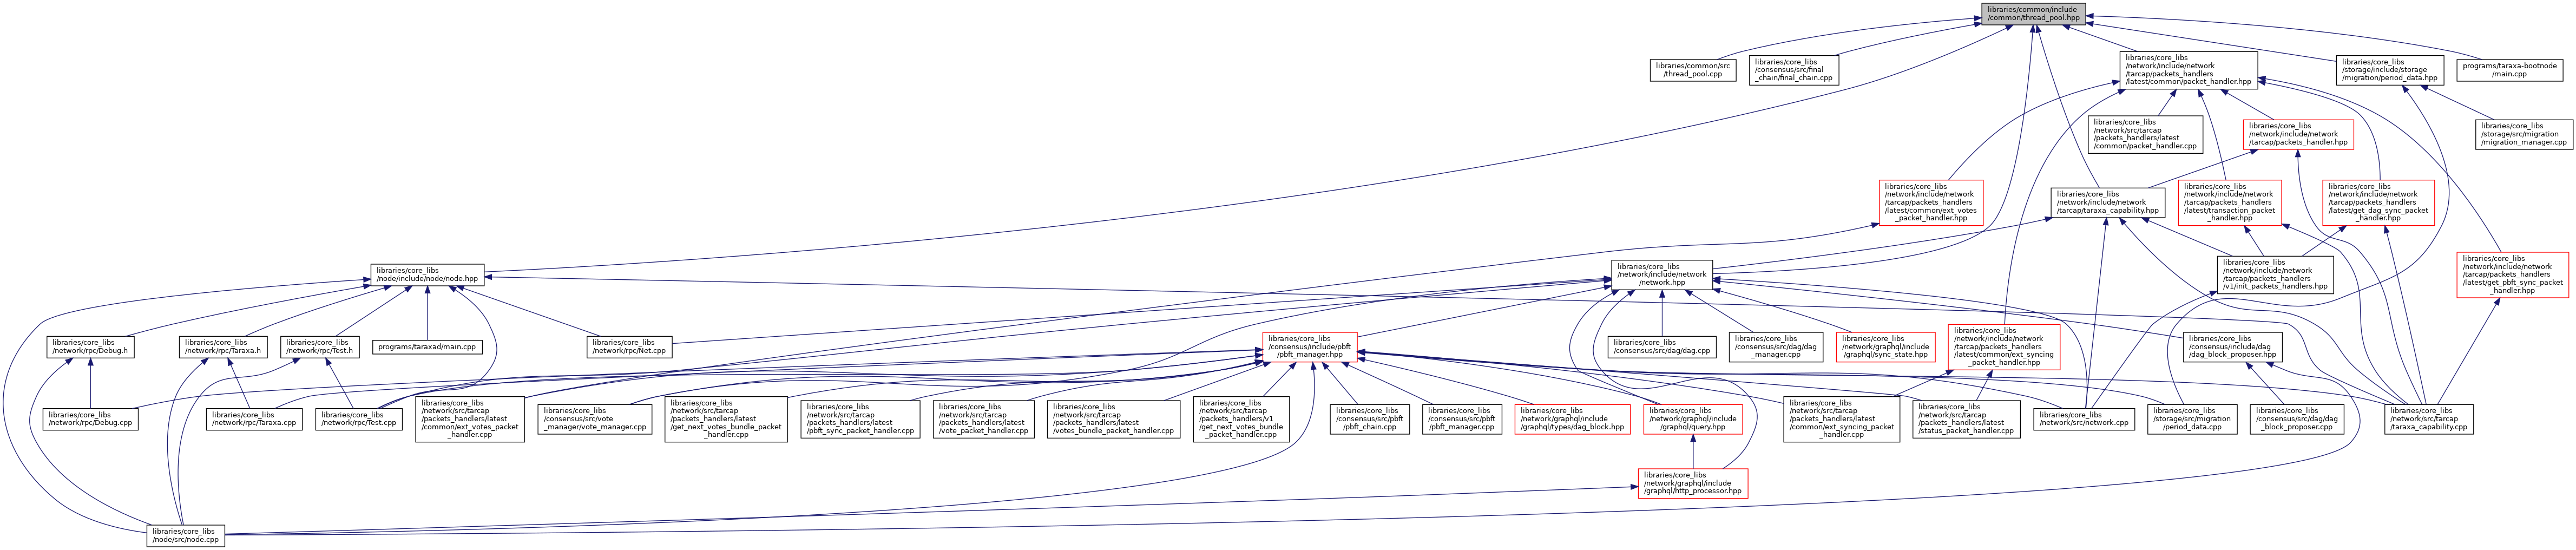 libraries/common/include
/common/thread_pool.hpp
libraries/common/src
/thread_pool.cpp
libraries/core_libs
/consensus/src/final
_chain/final_chain.cpp
libraries/core_libs
/network/include/network
/tarcap/packets_handlers
/latest/common/packet_handler.hpp
libraries/core_libs
/storage/include/storage
/migration/period_data.hpp
programs/taraxa-bootnode
/main.cpp
libraries/core_libs
/network/src/tarcap
/packets_handlers/latest
/common/packet_handler.cpp
libraries/core_libs
/network/include/network
/tarcap/packets_handler.hpp
libraries/core_libs
/storage/src/migration
/migration_manager.cpp
libraries/core_libs
/network/include/network
/tarcap/packets_handlers
/latest/common/ext_votes
_packet_handler.hpp
libraries/core_libs
/network/include/network
/tarcap/taraxa_capability.hpp
libraries/core_libs
/network/include/network
/tarcap/packets_handlers
/latest/transaction_packet
_handler.hpp
libraries/core_libs
/network/include/network
/tarcap/packets_handlers
/latest/get_dag_sync_packet
_handler.hpp
libraries/core_libs
/node/include/node/node.hpp
libraries/core_libs
/network/include/network
/network.hpp
libraries/core_libs
/network/include/network
/tarcap/packets_handlers
/v1/init_packets_handlers.hpp
libraries/core_libs
/network/include/network
/tarcap/packets_handlers
/latest/get_pbft_sync_packet
_handler.hpp
libraries/core_libs
/network/rpc/Debug.h
libraries/core_libs
/network/rpc/Taraxa.h
libraries/core_libs
/network/rpc/Test.h
programs/taraxad/main.cpp
libraries/core_libs
/network/rpc/Net.cpp
libraries/core_libs
/consensus/include/pbft
/pbft_manager.hpp
libraries/core_libs
/consensus/src/dag/dag.cpp
libraries/core_libs
/consensus/src/dag/dag
_manager.cpp
libraries/core_libs
/network/graphql/include
/graphql/sync_state.hpp
libraries/core_libs
/network/include/network
/tarcap/packets_handlers
/latest/common/ext_syncing
_packet_handler.hpp
libraries/core_libs
/consensus/include/dag
/dag_block_proposer.hpp
libraries/core_libs
/network/rpc/Debug.cpp
libraries/core_libs
/network/rpc/Taraxa.cpp
libraries/core_libs
/network/rpc/Test.cpp
libraries/core_libs
/network/src/tarcap
/packets_handlers/latest
/common/ext_votes_packet
_handler.cpp
libraries/core_libs
/consensus/src/vote
_manager/vote_manager.cpp
libraries/core_libs
/network/src/tarcap
/packets_handlers/latest
/get_next_votes_bundle_packet
_handler.cpp
libraries/core_libs
/network/src/tarcap
/packets_handlers/latest
/pbft_sync_packet_handler.cpp
libraries/core_libs
/network/src/tarcap
/packets_handlers/latest
/vote_packet_handler.cpp
libraries/core_libs
/network/src/tarcap
/packets_handlers/latest
/votes_bundle_packet_handler.cpp
libraries/core_libs
/network/src/tarcap
/packets_handlers/v1
/get_next_votes_bundle
_packet_handler.cpp
libraries/core_libs
/consensus/src/pbft
/pbft_chain.cpp
libraries/core_libs
/consensus/src/pbft
/pbft_manager.cpp
libraries/core_libs
/network/graphql/include
/graphql/types/dag_block.hpp
libraries/core_libs
/network/graphql/include
/graphql/query.hpp
libraries/core_libs
/network/src/tarcap
/packets_handlers/latest
/common/ext_syncing_packet
_handler.cpp
libraries/core_libs
/network/src/tarcap
/packets_handlers/latest
/status_packet_handler.cpp
libraries/core_libs
/network/src/network.cpp
libraries/core_libs
/storage/src/migration
/period_data.cpp
libraries/core_libs
/consensus/src/dag/dag
_block_proposer.cpp
libraries/core_libs
/network/src/tarcap
/taraxa_capability.cpp
libraries/core_libs
/network/graphql/include
/graphql/http_processor.hpp
libraries/core_libs
/node/src/node.cpp